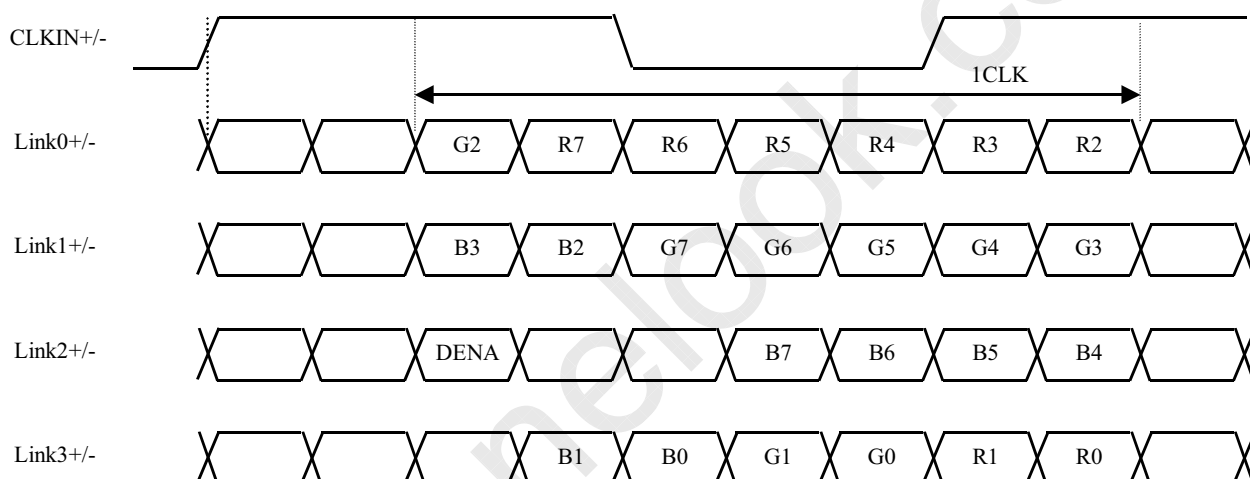 CLKIN+/-
1CLK
Link0+/- G2 R7 R6 R5 R4 R3 R2
Link1+/- B3 B2 G7 G6 G5 G4 G3
Link2+/- DENA B7 B6 B5 B4
Link3+/- B1 B0 G1 G0 R1 R0
nelook.c